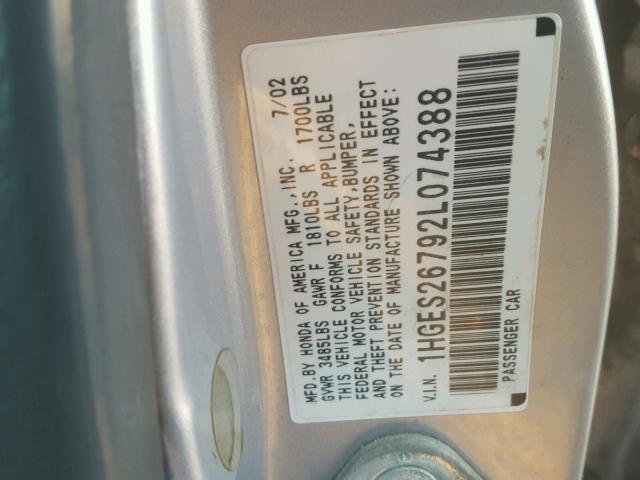 MFD.BY HONDA OF AMERICA MFG.,INC. 7/02
GVWR 3485LBS GAWR F 1810LBS R 1700LBS
THIS VEHICLE CONFORMS TO ALL APPLICABLE
FEDERAL MOTOR VEHICLE SAFETY,BUMPER,
AND THEFT PREVENTION STANDARDS IN EFFECT
ON THE DATE OF MANUFACTURE SHOWN ABOVE:
V.I.N. 1HGES26792L074388
PASSENGER CAR